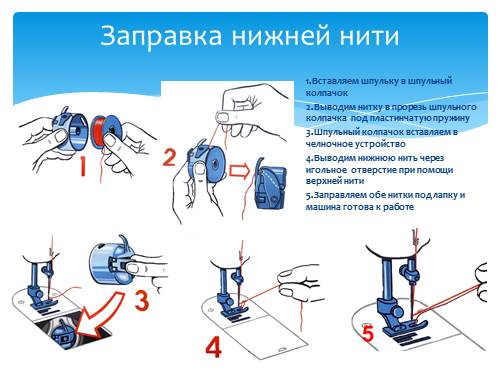 Заправка нижней нити
1.Вставляем шпульку в шпульный
колпачок
2.Выводим нитку в прорезь шпульного
колпачка под пластинчатую пружину
3.Шпульный колпачок вставляем в
челночное устройство
4.Выводим нижнюю нить через
игольное отверстие при помощи
верхней нити
5.Заправляем обе нитки под лапку и
машина готова к работе
1
2
3
4
5